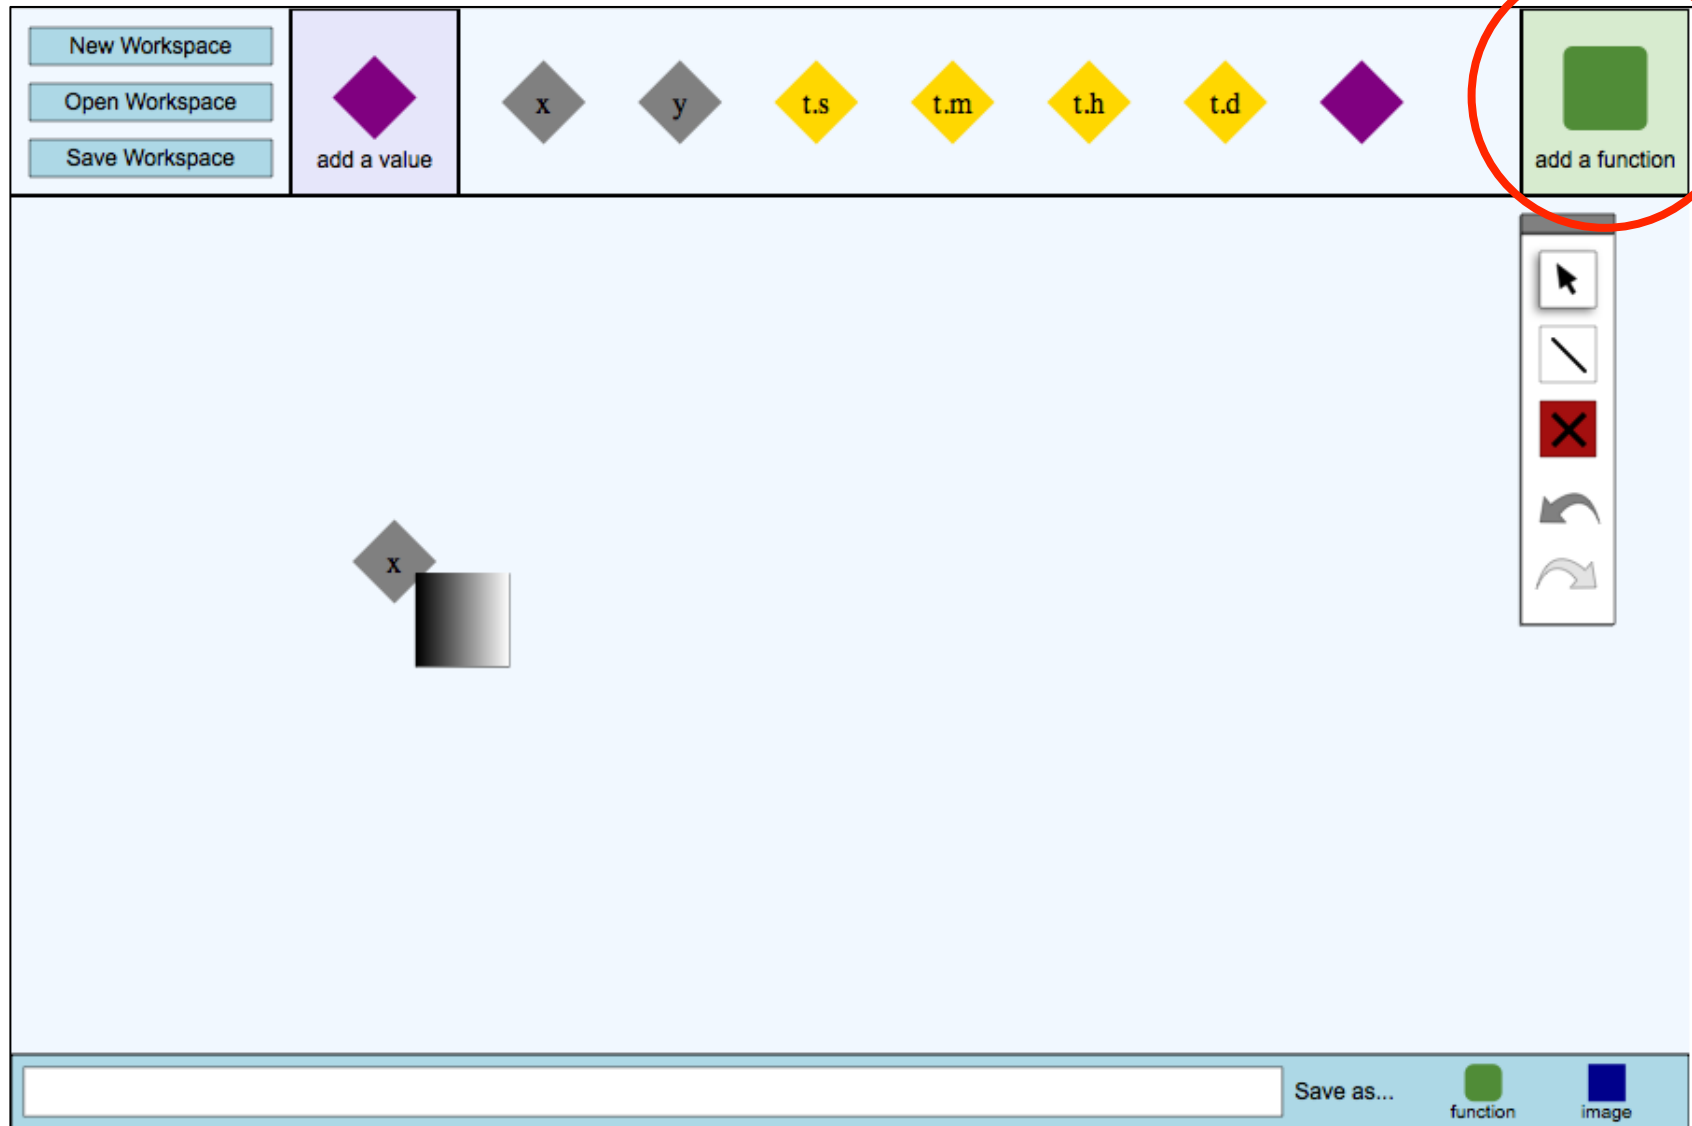 New Workspace
Open Workspace
Save Workspace
add a value
x
y
t.s
t.m
t.h
t.d
add a function
x
Save as...
function
image